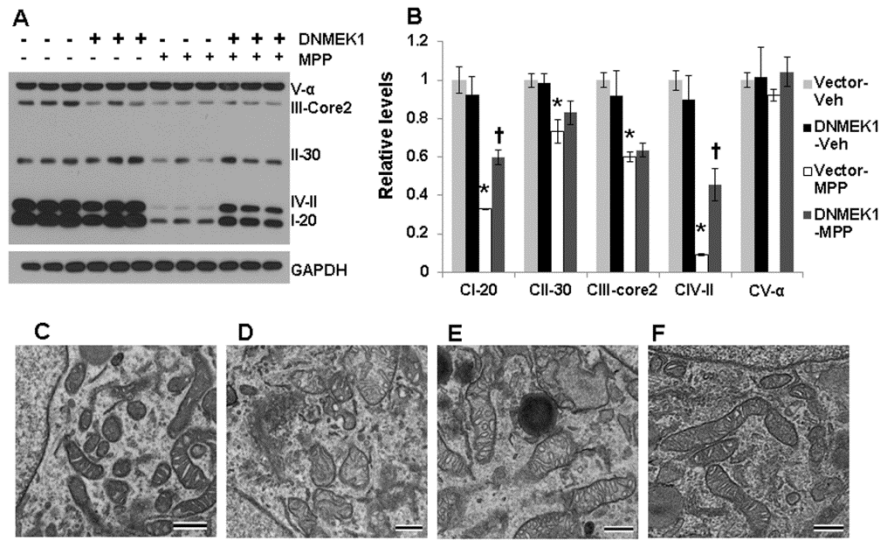 A
- - - + + + - - - + + + DNMEK1
- - - - - - + + + + + + MPP
V-α
III-Core2
II-30
IV-II
I-20
GAPDH
B
Relative levels
1.2
1
0.8
0.6
0.4
0.2
0
*
†
*
*
*
†
CI-20 CII-30 CIII-core2 CIV-II CV-α
Vector-
Veh
DNMEK1
-Veh
Vector-
MPP
DNMEK1
-MPP
C D E F